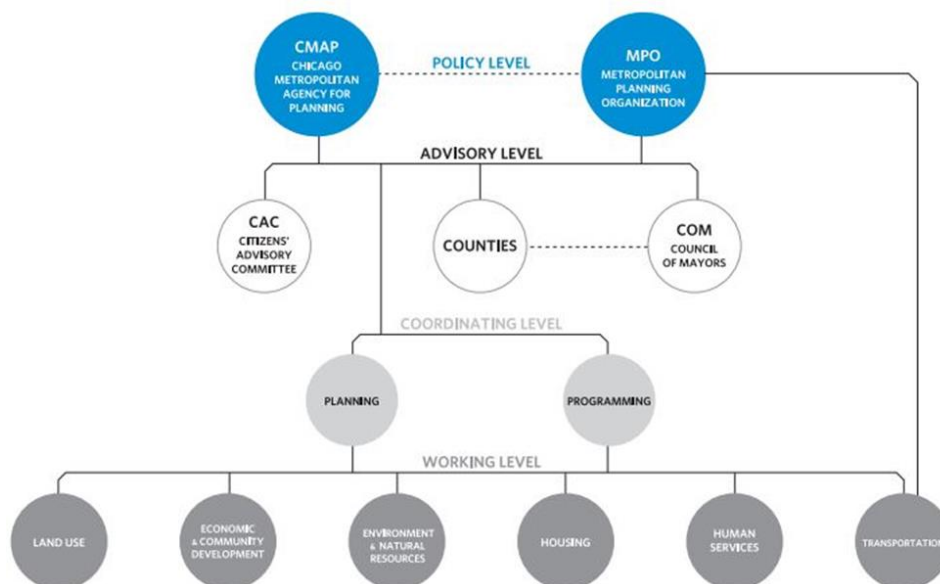 CMAP
CHICAGO
METROPOLITAN
AGENCY FOR
PLANNING
POLICY LEVEL
MPO
METROPOLITAN
PLANNING
ORGANIZATION
ADVISORY LEVEL
CAC
CITIZENS'
ADVISORY
COMMITTEE
COUNTIES
COM
COUNCIL
OF MAYORS
COORDINATING LEVEL
PLANNING
PROGRAMMING
WORKING LEVEL
LAND USE
ECONOMIC
& COMMUNITY
DEVELOPMENT
ENVIRONMENT
& NATURAL
RESOURCES
HOUSING
HUMAN
SERVICES
TRANSPORTATION